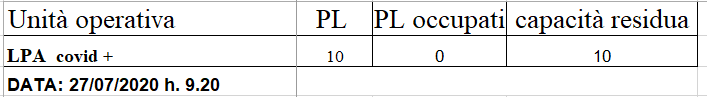 Unità operativa PL PL occupati capacità residua
LPA covid + 10 0 10
DATA: 27/07/2020 h. 9.20